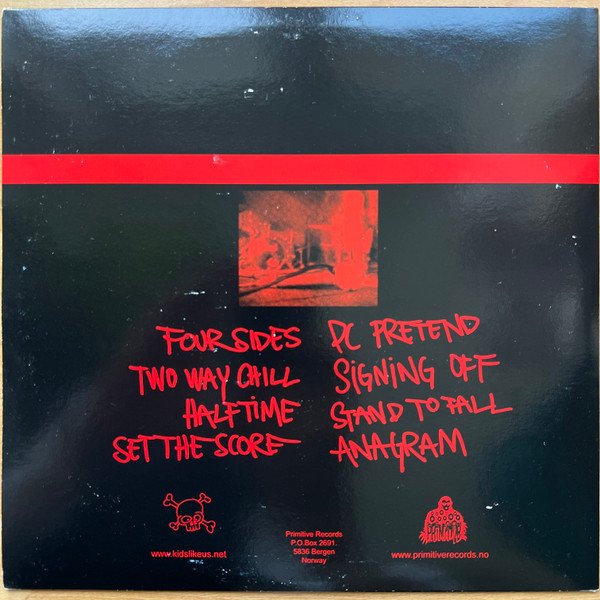 FOUR SIDES
TWO WAY CHILL
HALFTIME
SET THE SCORE
PC PRETEND
SIGNING OFF
STAND TO FALL
ANAGRAM
www.kidslikeus.net
Primitive Records
P.O.Box 2691.
5836 Bergen
Norway
PRIMITIVE
www.primitiverecords.no